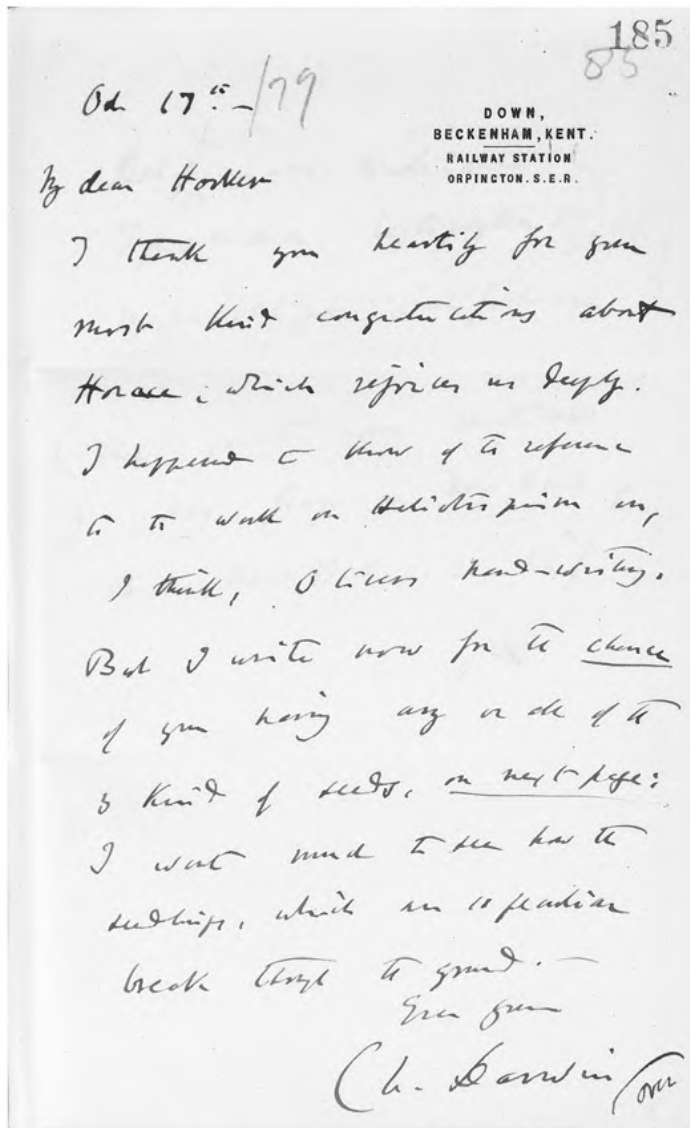 185
85
Oct 17th —/79
DOWN,
BECKENHAM, KENT.
RAILWAY STATION
ORPINGTON. S.E.R.
My dear Hooker
I thank you heartily for your
most kind congratulations about
Horace; which rejoices us deeply.
I happened to know of the reference
to the work on Heliotropism in,
I think, Olivers hand-writing.
But I write now for the chance
of your having any or all of the
3 kind of seeds, on next page:
I want much to see how the
seedlings, which are so peculiar
break through the ground. —
Ever yours
Ch. Darwin
(over